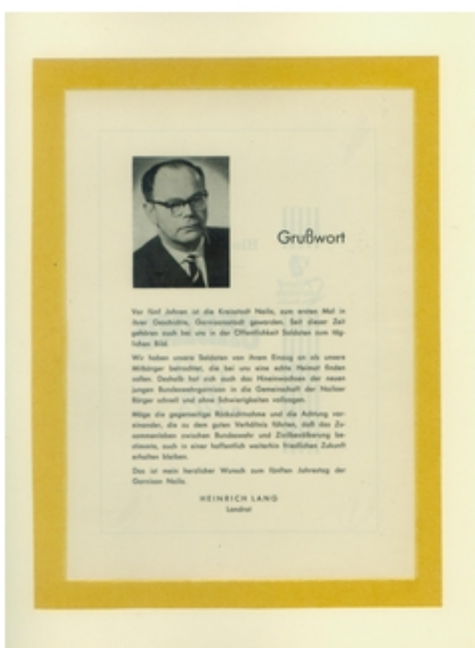 Grußwort
Vor fünf Jahren ist die Kreisstadt Naila, zum ersten Mal in
ihrer Geschichte, Garnisonsstadt geworden. Seit dieser Zeit
gehören auch bei uns in der Öffentlichkeit Soldaten zum täg-
lichen Bild.
Wir haben unsere Soldaten von ihrem Einzug an als unsere
Mitbürger betrachtet, die bei uns eine echte Heimat finden
sollen. Deshalb hat sich auch das Hineinwachsen der neuen
jungen Bundeswehrgarnison in die Gemeinschaft der Nailaer
Bürger schnell und ohne Schwierigkeiten vollzogen.
Möge die gegenseitige Rücksichtnahme und die Achtung vor-
einander, die zu dem guten Verhältnis führten, daß das Zu-
sammenleben zwischen Bundeswehr und Zivilbevölkerung be-
stimmte, auch in einer hoffentlich weiterhin friedlichen Zukunft
erhalten bleiben.
Das ist mein herzlicher Wunsch zum fünften Jahrestag der
Garnison Naila.
HEINRICH LANG
Landrat